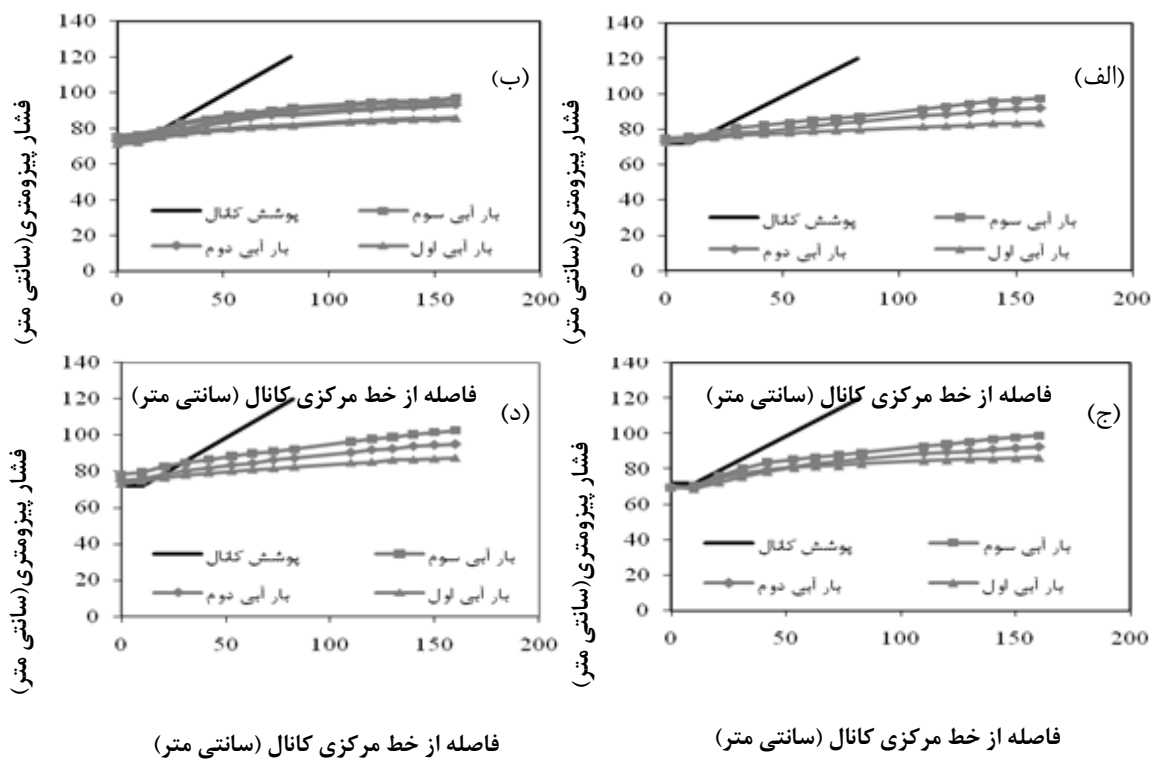 (الف)
فشار پیزومتری(سانتی متر)
140
120
100
80
60
40
20
0
پوشش کانال
بار آبی سوم
بار آبی دوم
بار آبی لول
0 50 100 150 200
فاصله از خط مرکزی کانال (سانتی متر)
(ب)
فشار پیزومتری(سانتی متر)
140
120
100
80
60
40
20
0
پوشش کانال
بار آبی سوم
بار آبی دوم
بار آبی لول
0 50 100 150 200
فاصله از خط مرکزی کانال (سانتی متر)
(ج)
فشار پیزومتری(سانتی متر)
140
120
100
80
60
40
20
0
پوشش کانال
بار آبی سوم
بار آبی دوم
بار آبی لول
0 50 100 150 200
فاصله از خط مرکزی کانال (سانتی متر)
(د)
فشار پیزومتری(سانتی متر)
140
120
100
80
60
40
20
0
پوشش کانال
بار آبی سوم
بار آبی دوم
بار آبی لول
0 50 100 150 200
فاصله از خط مرکزی کانال (سانتی متر)